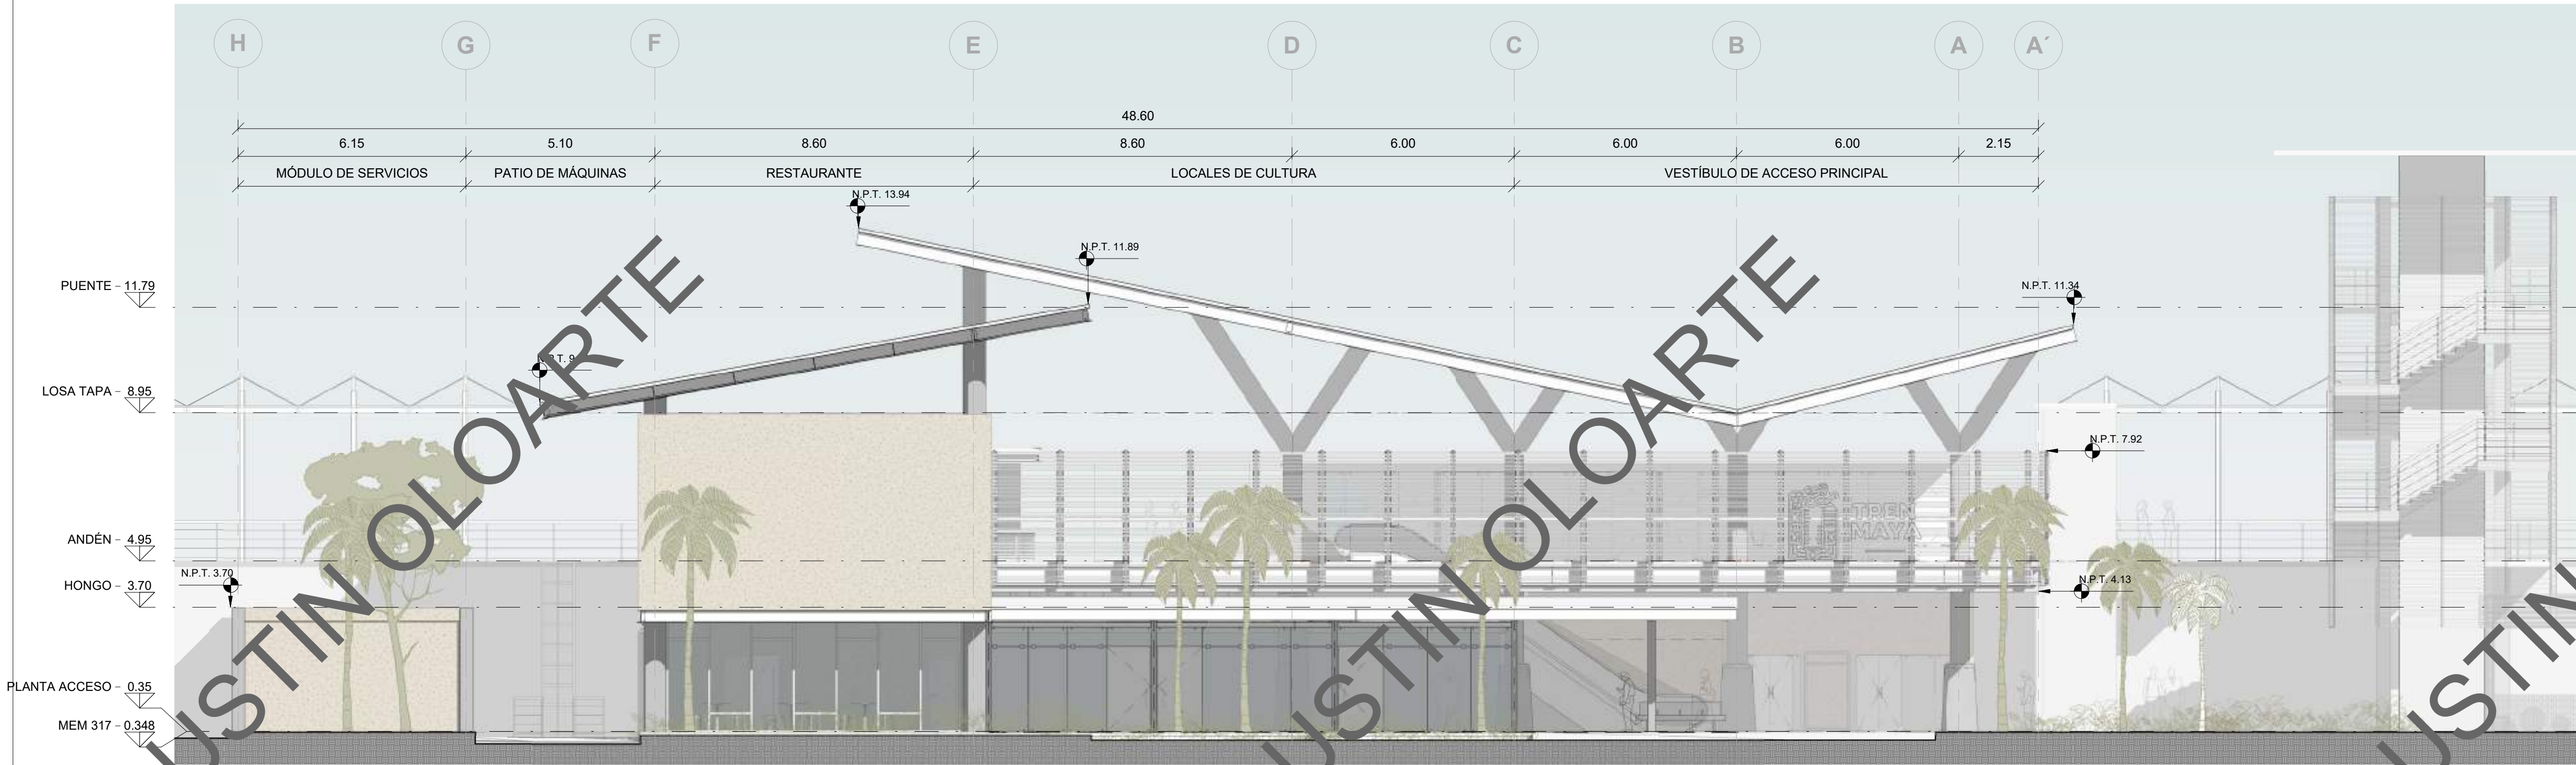 H G F E D C B A A´
48.60
6.15 5.10 8.60 8.60 6.00 6.00 6.00 2.15
MÓDULO DE SERVICIOS PATIO DE MÁQUINAS RESTAURANTE LOCALES DE CULTURA VESTÍBULO DE ACCESO PRINCIPAL
N.P.T. 13.94
N.P.T. 11.89
PUENTE - 11.79
N.P.T. 11.34
LOSA TAPA - 8.95
N.P.T. 7.92
TREN
MAYA
ANDÉN - 4.95
N.P.T. 3.70
HONGO - 3.70
N.P.T. 4.13
PLANTA ACCESO - 0.35
MEM 317 - 0.348
USTIN OLOARTE
USTIN OLOARTE
USTIN